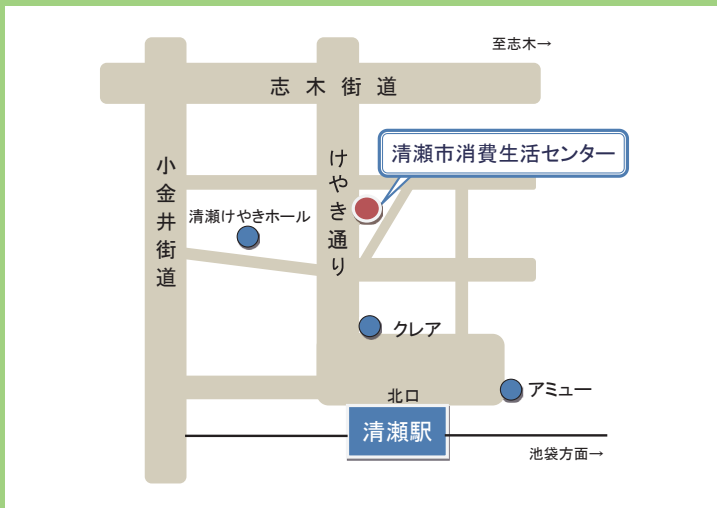 至志木→
志木街道
清瀬市消費生活センター
小金井街道
けやき通り
清瀬けやきホール
クレア
アミュー
北口
清瀬駅
池袋方面→